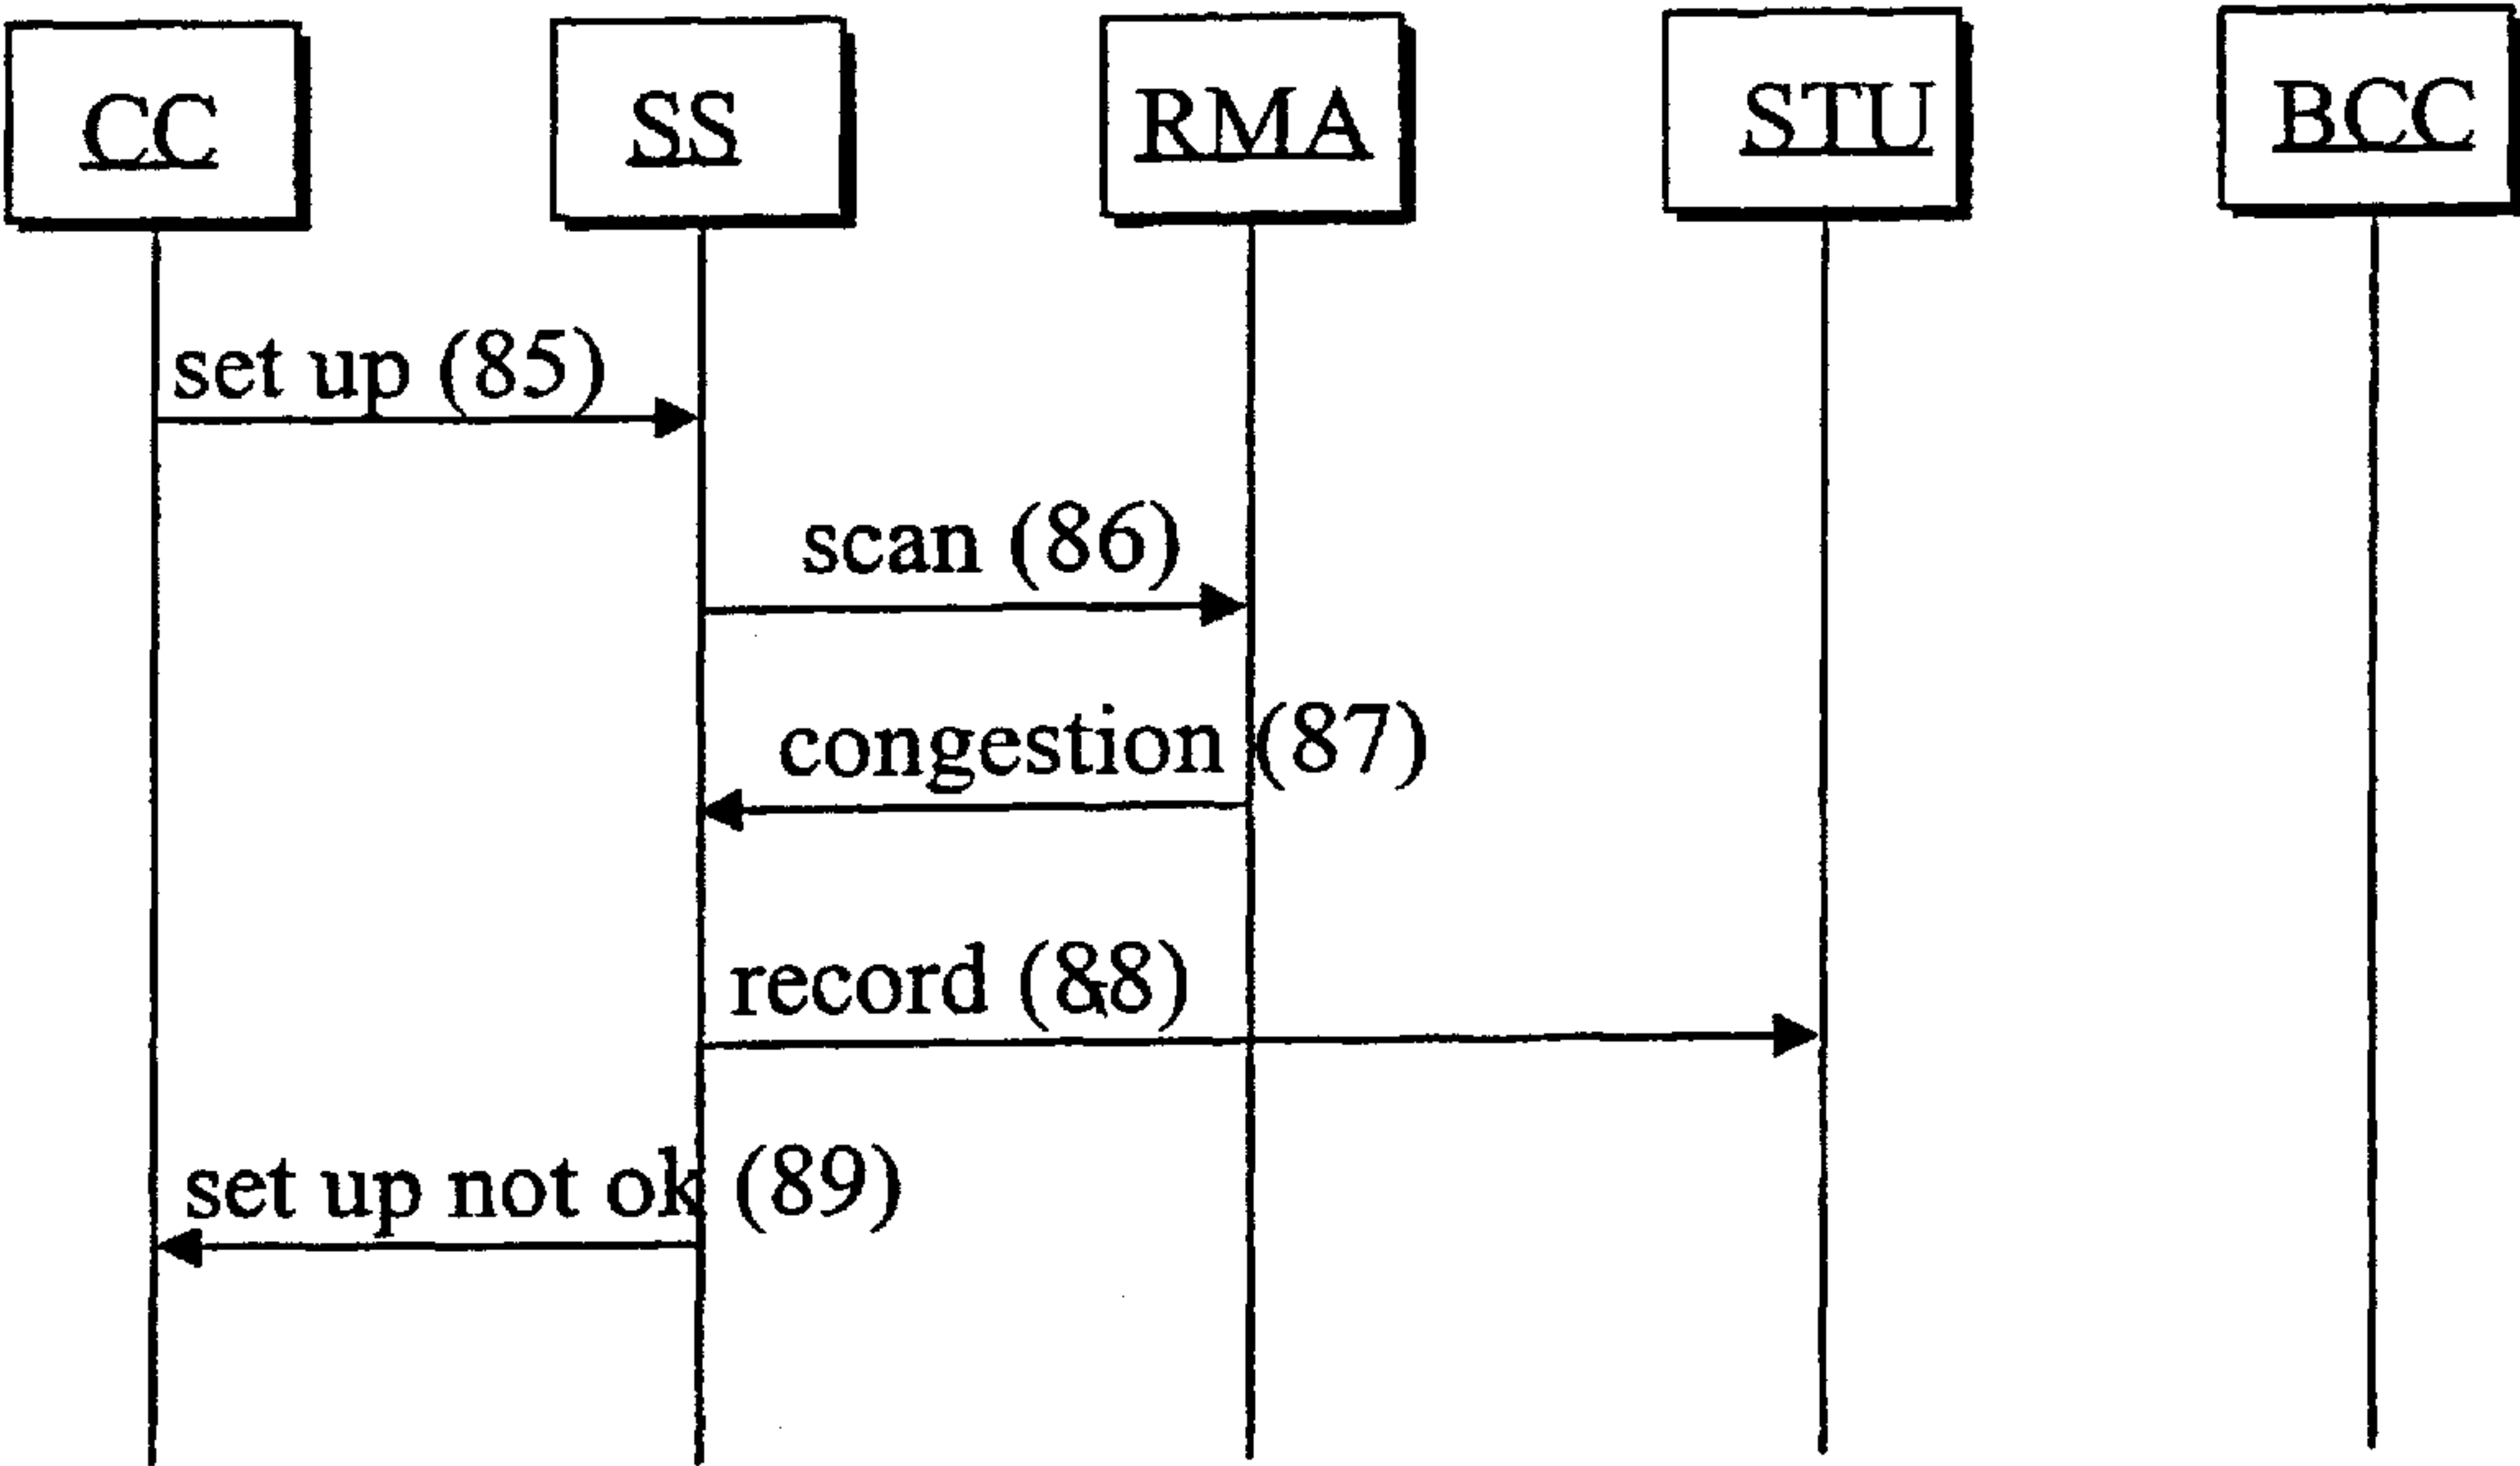 CC
SS
RMA
STU
BCC
set up (85)
scan (86)
congestion (87)
record (88)
set up not ok (89)